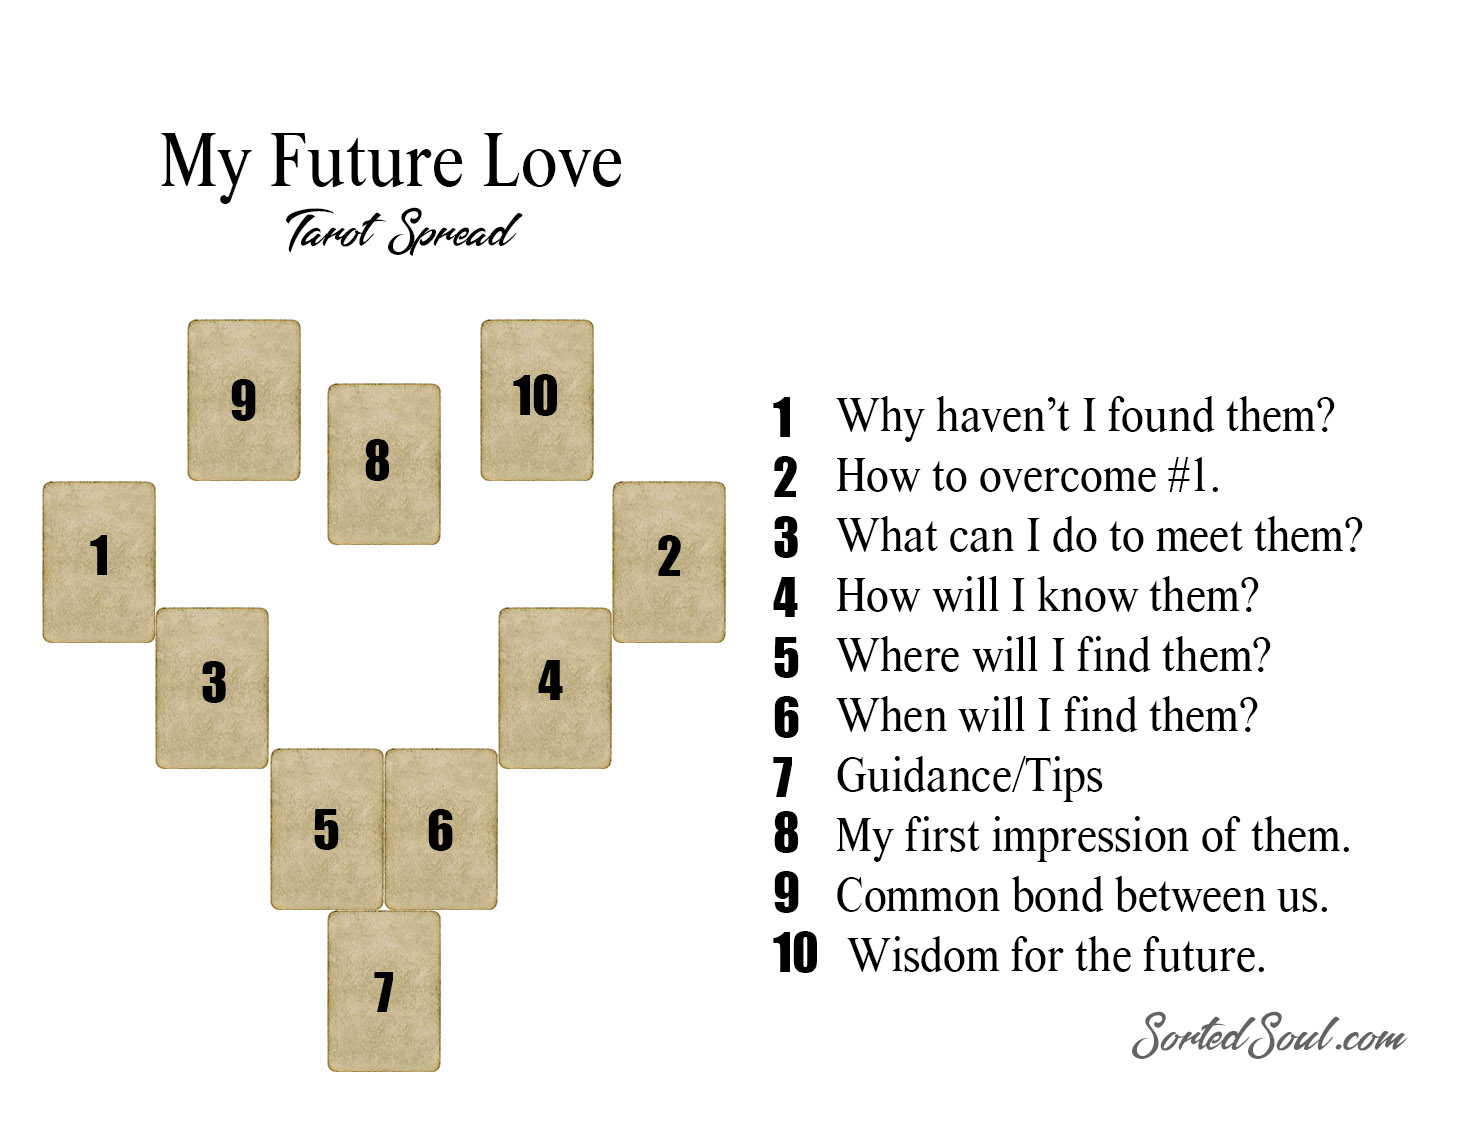 My Future Love
Tarot Spread
9
10
8
1
2
3
4
5
6
7
1 Why haven’t I found them?
2 How to overcome #1.
3 What can I do to meet them?
4 How will I know them?
5 Where will I find them?
6 When will I find them?
7 Guidance/Tips
8 My first impression of them.
9 Common bond between us.
10 Wisdom for the future.
SortedSoul.com